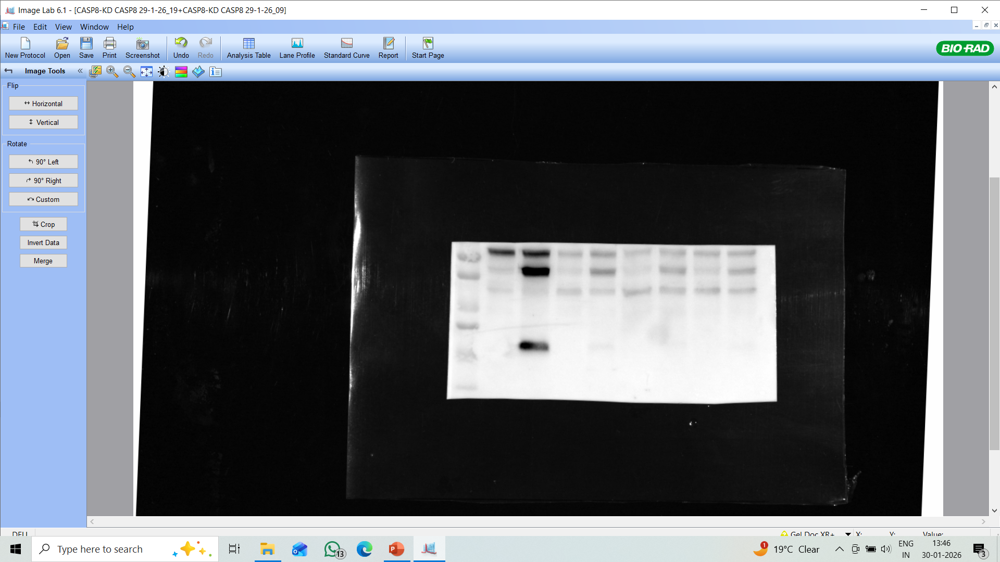 Image Lab 6.1 - [CASP8-KD CASP8 29-1-26_19+CASP8-KD CASP8 29-1-26_09]
File Edit View Window Help
New Protocol Open Save Print Screenshot Undo Redo Analysis Table Lane Profile Standard Curve Report Start Page
BIO-RAD
Image Tools
Flip
Horizontal
Vertical
Rotate
90° Left
90° Right
Custom
Crop
Invert Data
Merge
Gel Doc XR+ X: Y: Value:
Type here to search
13
1
19°C Clear
ENG
IN
13:46
30-01-2026
3